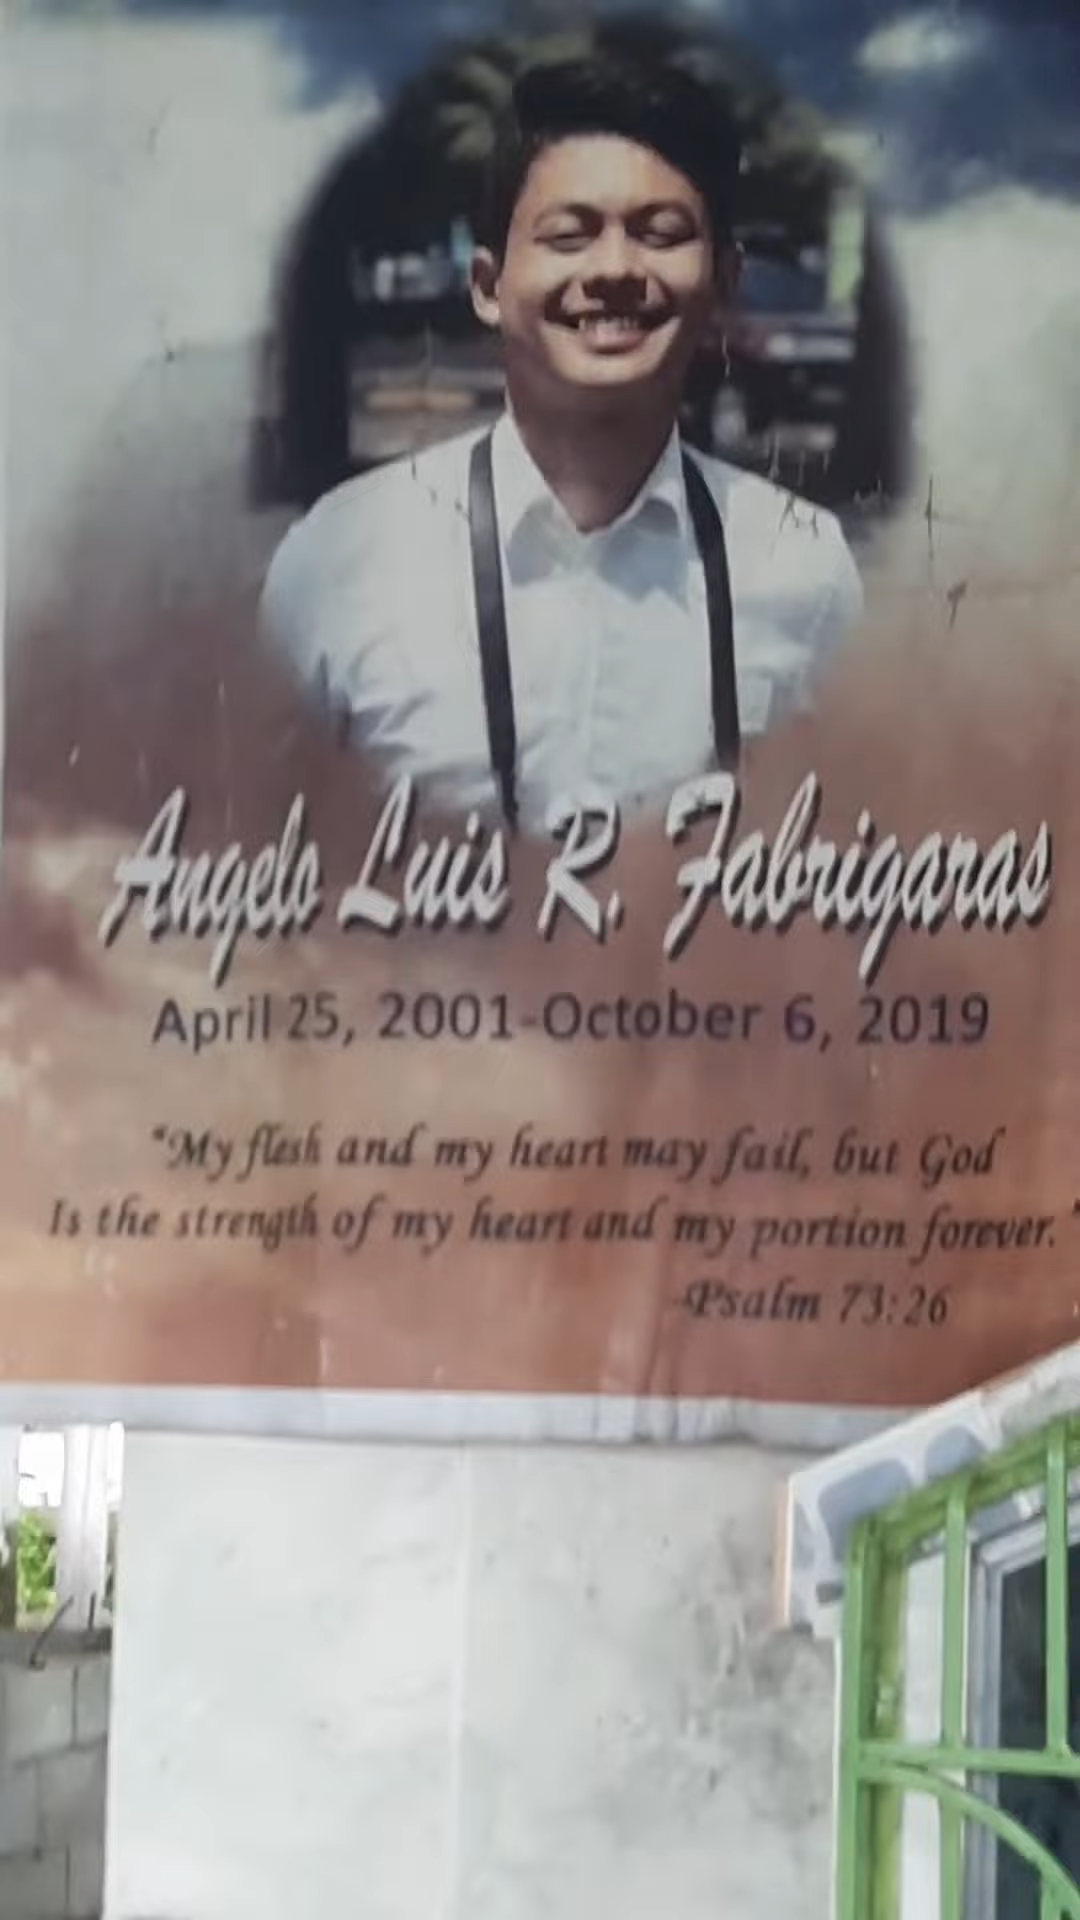 Angelo Luis R. Fabrigaras
April 25, 2001-October 6, 2019
"My flesh and my heart may fail, but God
Is the strength of my heart and my portion forever."
-Psalm 73:26